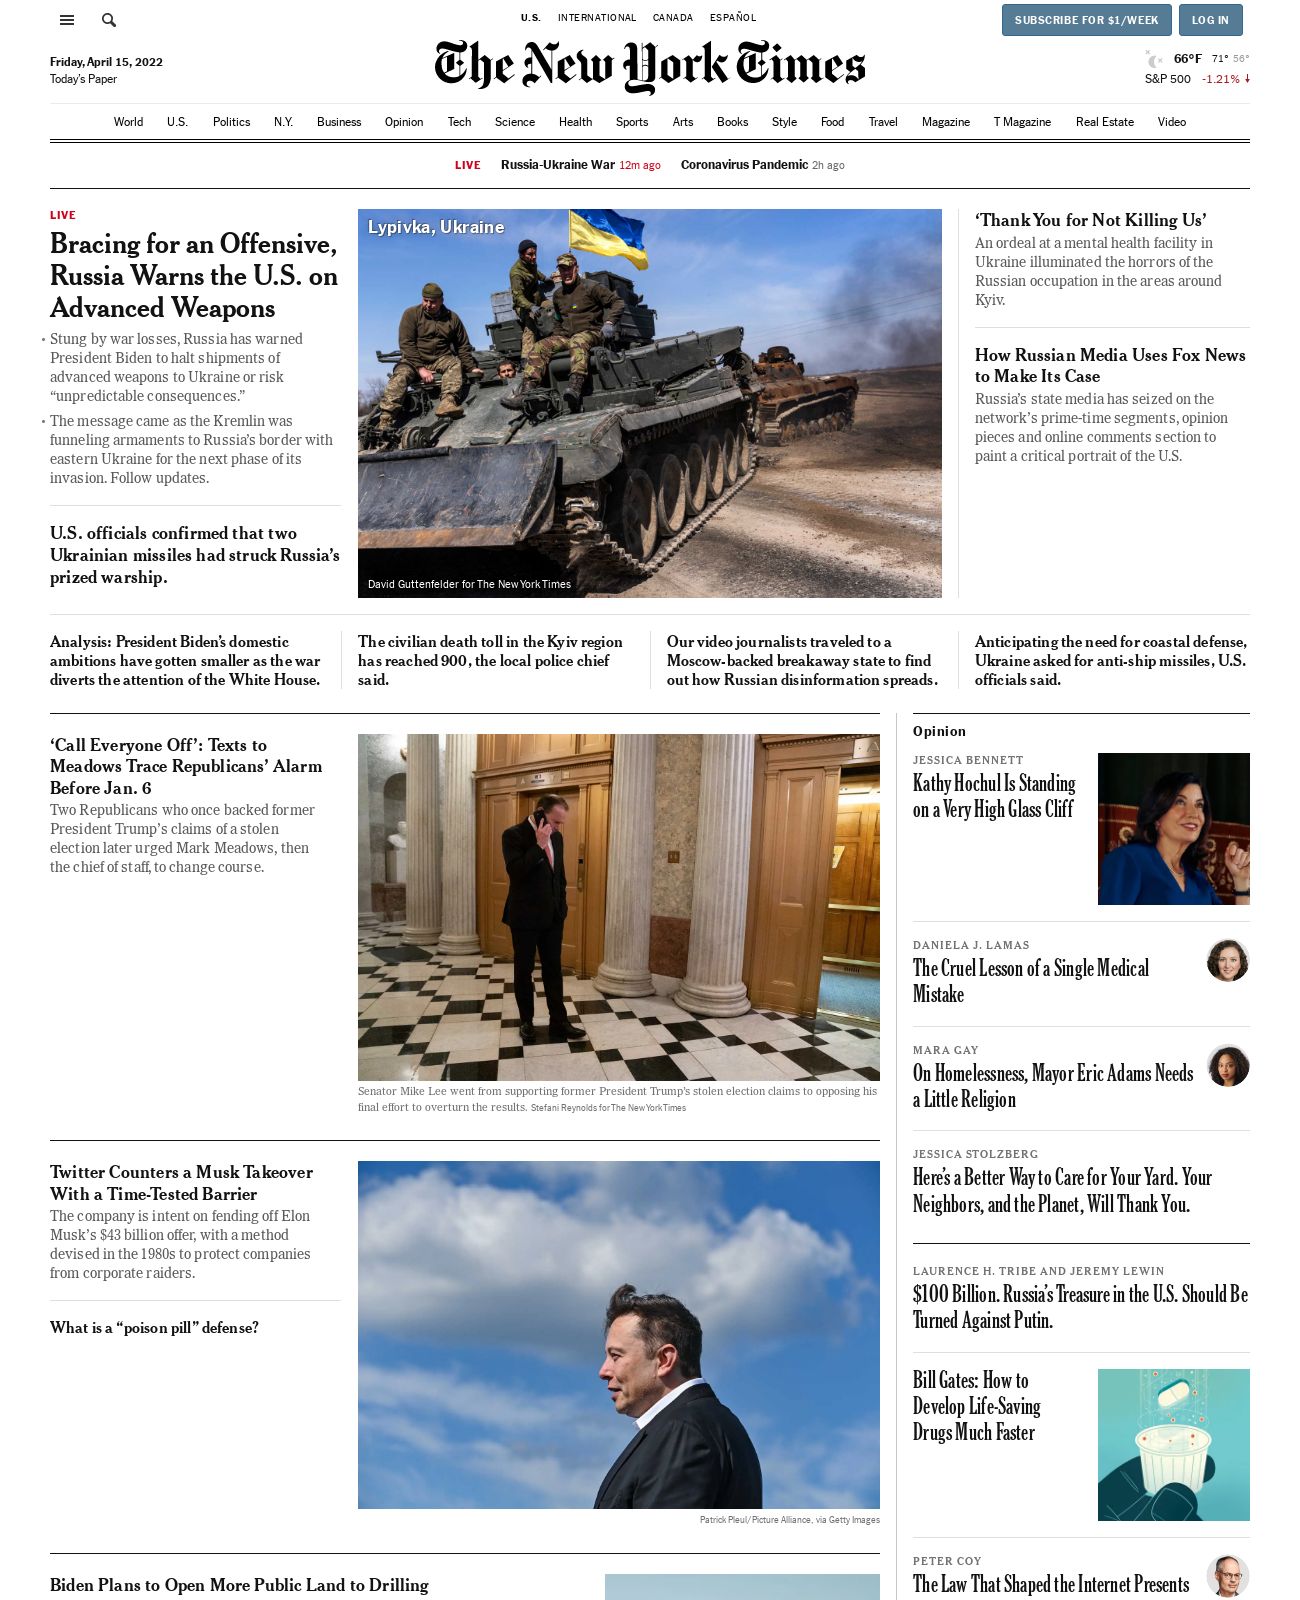 U.S. INTERNATIONAL CANADA ESPAÑOL
SUBSCRIBE FOR $1/WEEK
LOG IN
Friday, April 15, 2022
Today's Paper
The New York Times
66°F 71° 56°
S&P 500 -1.21%
World U.S. Politics N.Y. Business Opinion Tech Science Health Sports Arts Books Style Food Travel Magazine T Magazine Real Estate Video
LIVE Russia-Ukraine War 12m ago Coronavirus Pandemic 2h ago
LIVE
Bracing for an Offensive,
Russia Warns the U.S. on
Advanced Weapons
• Stung by war losses, Russia has warned
President Biden to halt shipments of
advanced weapons to Ukraine or risk
“unpredictable consequences.”
• The message came as the Kremlin was
funneling armaments to Russia’s border with
eastern Ukraine for the next phase of its
invasion. Follow updates.
U.S. officials confirmed that two
Ukrainian missiles had struck Russia’s
prized warship.
Lypivka, Ukraine
David Guttenfelder for The New York Times
‘Thank You for Not Killing Us’
An ordeal at a mental health facility in
Ukraine illuminated the horrors of the
Russian occupation in the areas around
Kyiv.
How Russian Media Uses Fox News
to Make Its Case
Russia’s state media has seized on the
network’s prime-time segments, opinion
pieces and online comments section to
paint a critical portrait of the U.S.
Analysis: President Biden’s domestic
ambitions have gotten smaller as the war
diverts the attention of the White House.
The civilian death toll in the Kyiv region
has reached 900, the local police chief
said.
Our video journalists traveled to a
Moscow-backed breakaway state to find
out how Russian disinformation spreads.
Anticipating the need for coastal defense,
Ukraine asked for anti-ship missiles, U.S.
officials said.
‘Call Everyone Off’: Texts to
Meadows Trace Republicans’ Alarm
Before Jan. 6
Two Republicans who once backed former
President Trump’s claims of a stolen
election later urged Mark Meadows, then
the chief of staff, to change course.
Senator Mike Lee went from supporting former President Trump’s stolen election claims to opposing his
final effort to overturn the results. Stefani Reynolds for The New York Times
Twitter Counters a Musk Takeover
With a Time-Tested Barrier
The company is intent on fending off Elon
Musk’s $43 billion offer, with a method
devised in the 1980s to protect companies
from corporate raiders.
What is a “poison pill” defense?
Patrick Pleul/Picture Alliance, via Getty Images
Biden Plans to Open More Public Land to Drilling
Opinion
JESSICA BENNETT
Kathy Hochul Is Standing
on a Very High Glass Cliff
DANIELA J. LAMAS
The Cruel Lesson of a Single Medical
Mistake
MARA GAY
On Homelessness, Mayor Eric Adams Needs
a Little Religion
JESSICA STOLZBERG
Here’s a Better Way to Care for Your Yard. Your
Neighbors, and the Planet, Will Thank You.
LAURENCE H. TRIBE AND JEREMY LEWIN
$100 Billion. Russia’s Treasure in the U.S. Should Be
Turned Against Putin.
Bill Gates: How to
Develop Life-Saving
Drugs Much Faster
PETER COY
The Law That Shaped the Internet Presents